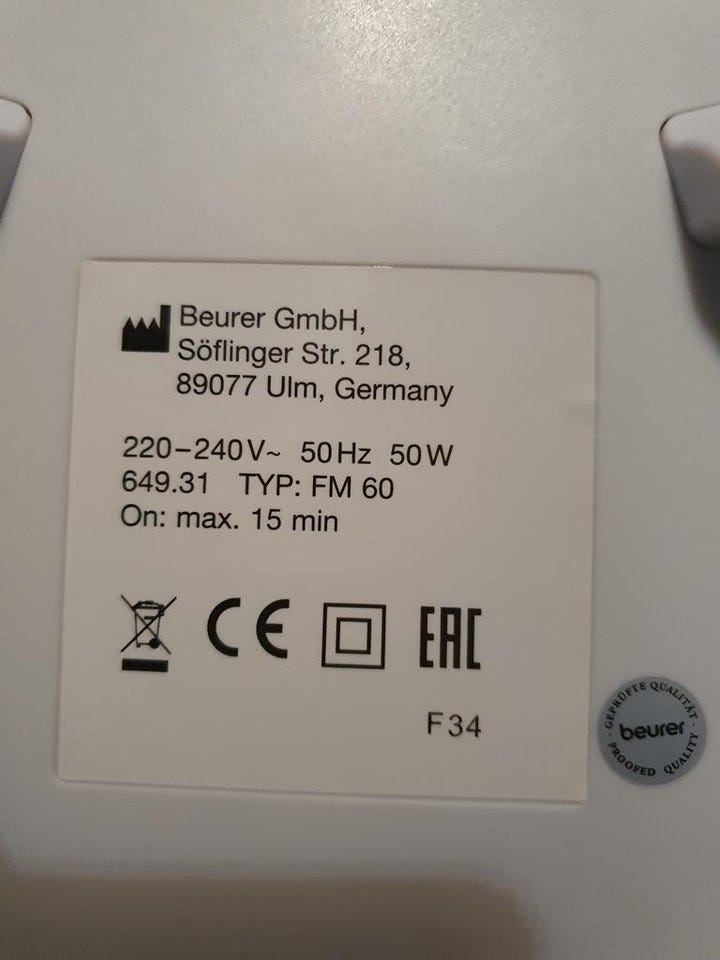 Beurer GmbH,
Söflinger Str. 218,
89077 Ulm, Germany
220–240V~ 50Hz 50W
649.31 TYP: FM 60
On: max. 15 min
CE EAC
F34
GEPRÜFTE QUALITÄT
beurer
PROOFED QUALITY